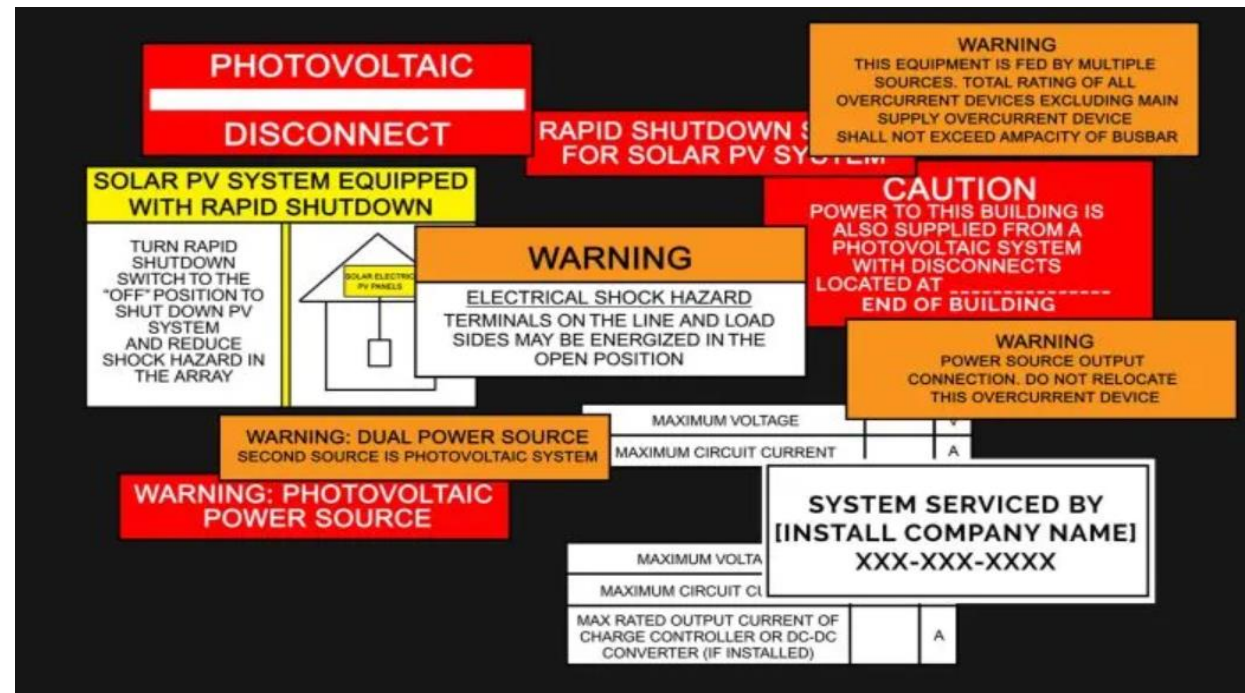 PHOTOVOLTAIC
DISCONNECT
WARNING
THIS EQUIPMENT IS FED BY MULTIPLE
SOURCES. TOTAL RATING OF ALL
OVERCURRENT DEVICES EXCLUDING MAIN
SUPPLY OVERCURRENT DEVICE
SHALL NOT EXCEED AMPACITY OF BUSBAR
RAPID SHUTDOWN S
FOR SOLAR PV SYSTEM
CAUTION
POWER TO THIS BUILDING IS
ALSO SUPPLIED FROM A
PHOTOVOLTAIC SYSTEM
WITH DISCONNECTS
LOCATED AT _______________
END OF BUILDING
SOLAR PV SYSTEM EQUIPPED
WITH RAPID SHUTDOWN
TURN RAPID
SHUTDOWN
SWITCH TO THE
“OFF” POSITION TO
SHUT DOWN PV
SYSTEM
AND REDUCE
SHOCK HAZARD IN
THE ARRAY
SOLAR ELECTRIC
PV PANELS
WARNING
ELECTRICAL SHOCK HAZARD
TERMINALS ON THE LINE AND LOAD
SIDES MAY BE ENERGIZED IN THE
OPEN POSITION
WARNING
POWER SOURCE OUTPUT
CONNECTION. DO NOT RELOCATE
THIS OVERCURRENT DEVICE
WARNING: DUAL POWER SOURCE
SECOND SOURCE IS PHOTOVOLTAIC SYSTEM
MAXIMUM VOLTAGE V
MAXIMUM CIRCUIT CURRENT A
WARNING: PHOTOVOLTAIC
POWER SOURCE
SYSTEM SERVICED BY
[INSTALL COMPANY NAME]
XXX-XXX-XXXX
MAXIMUM VOLTA
MAXIMUM CIRCUIT
MAX RATED OUTPUT CURRENT OF
CHARGE CONTROLLER OR DC-DC
CONVERTER (IF INSTALLED) A